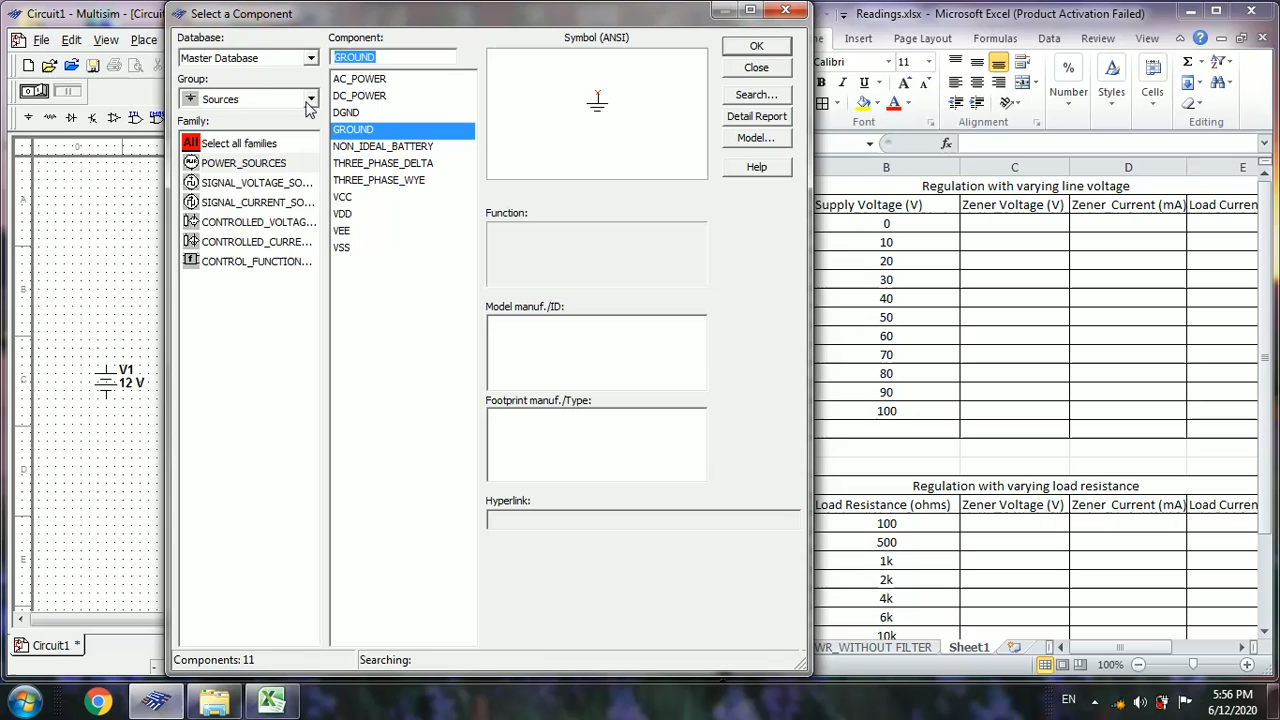 Circuit1 - Multisim - [Circui
Select a Component
Readings.xlsx - Microsoft Excel (Product Activation Failed)
File Edit View Place
Database:
Master Database
Group:
Sources
Family:
All Select all families
POWER_SOURCES
SIGNAL_VOLTAGE_SO...
SIGNAL_CURRENT_SO...
CONTROLLED_VOLTAG...
CONTROLLED_CURRE...
CONTROL_FUNCTION...
Component:
GROUND
AC_POWER
DC_POWER
DGND
GROUND
NON_IDEAL_BATTERY
THREE_PHASE_DELTA
THREE_PHASE_WYE
VCC
VDD
VEE
VSS
Symbol (ANSI)
Function:
Model manuf./ID:
Footprint manuf./Type:
Hyperlink:
OK
Close
Search...
Detail Report
Model...
Help
Components: 11
Searching:
0
A
B
C
D
E
V1
12 V
Circuit1 *
me Insert Page Layout Formulas Data Review View
Calibri
B I U
Font
Alignment
Number
Styles
Cells
Editing
fx
B C D E
Regulation with varying line voltage
Supply Voltage (V) Zener Voltage (V) Zener Current (mA) Load Curren
0
10
20
30
40
50
60
70
80
90
100
Regulation with varying load resistance
Load Resistance (ohms) Zener Voltage (V) Zener Current (mA) Load Curren
100
500
1k
2k
4k
6k
10k
WR_WITHOUT FILTER Sheet1
100%
EN
5:56 PM
6/12/2020